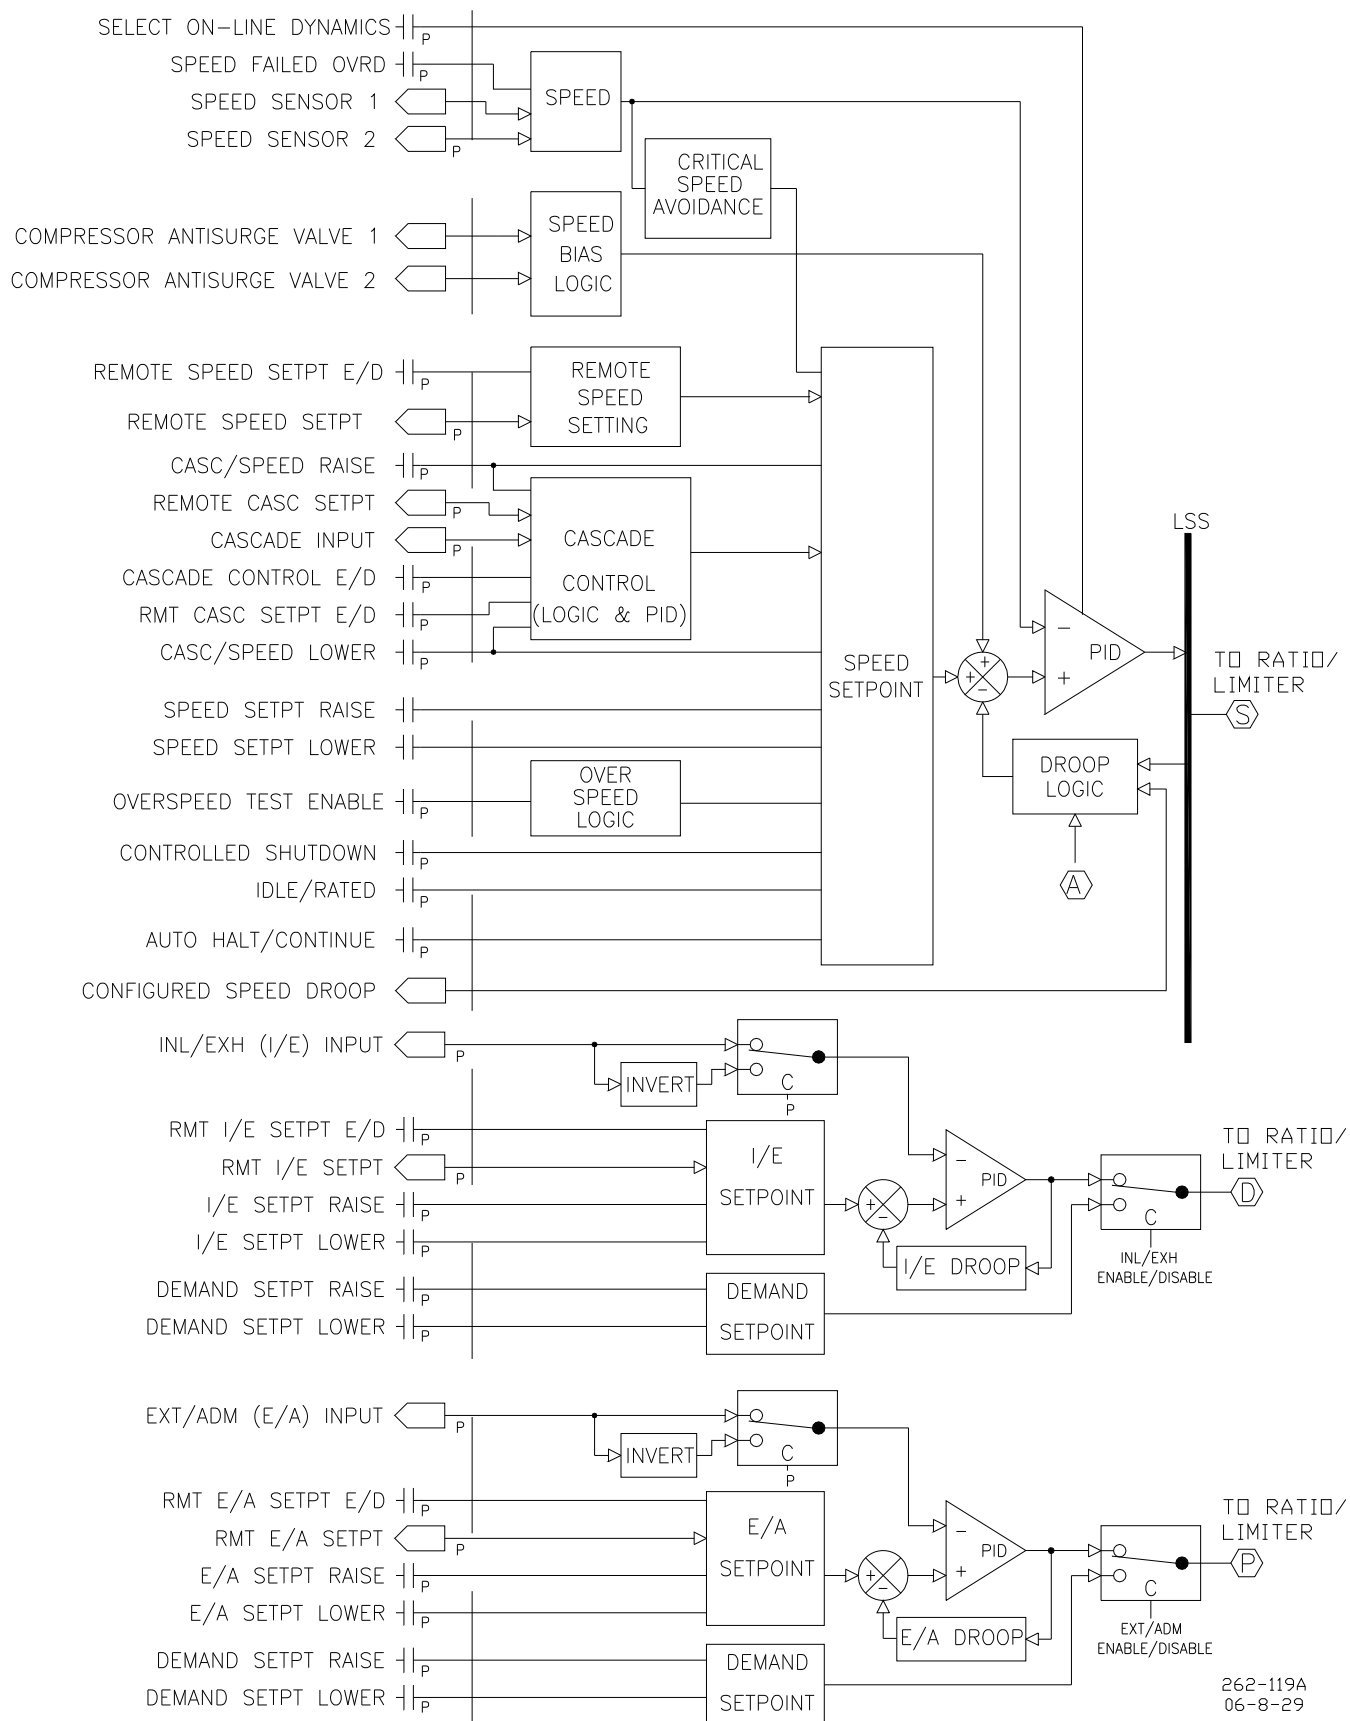 SELECT ON-LINE DYNAMICS
P
SPEED FAILED OVRD
P
SPEED SENSOR 1
SPEED SENSOR 2
P
SPEED
CRITICAL
SPEED
AVOIDANCE
COMPRESSOR ANTISURGE VALVE 1
COMPRESSOR ANTISURGE VALVE 2
SPEED
BIAS
LOGIC
REMOTE SPEED SETPT E/D
P
REMOTE SPEED SETPT
P
REMOTE
SPEED
SETTING
CASC/SPEED RAISE
P
REMOTE CASC SETPT
P
CASCADE INPUT
P
CASCADE CONTROL E/D
P
RMT CASC SETPT E/D
P
CASC/SPEED LOWER
P
CASCADE
CONTROL
(LOGIC & PID)
SPEED SETPT RAISE
SPEED SETPT LOWER
OVERSPEED TEST ENABLE
P
OVER
SPEED
LOGIC
CONTROLLED SHUTDOWN
P
IDLE/RATED
P
AUTO HALT/CONTINUE
P
CONFIGURED SPEED DROOP
SPEED
SETPOINT
+
+
−
−
+
PID
LSS
TO RATIO/
LIMITER
S
DROOP
LOGIC
A
INL/EXH (I/E) INPUT
P
INVERT
C
P
RMT I/E SETPT E/D
P
RMT I/E SETPT
P
I/E SETPT RAISE
P
I/E SETPT LOWER
P
I/E
SETPOINT
+
−
−
+
PID
I/E DROOP
DEMAND SETPT RAISE
P
DEMAND SETPT LOWER
P
DEMAND
SETPOINT
C
INL/EXH
ENABLE/DISABLE
TO RATIO/
LIMITER
D
EXT/ADM (E/A) INPUT
P
INVERT
C
P
RMT E/A SETPT E/D
P
RMT E/A SETPT
P
E/A SETPT RAISE
P
E/A SETPT LOWER
P
E/A
SETPOINT
+
−
−
+
PID
E/A DROOP
DEMAND SETPT RAISE
P
DEMAND SETPT LOWER
P
DEMAND
SETPOINT
C
EXT/ADM
ENABLE/DISABLE
TO RATIO/
LIMITER
P
262-119A
06-8-29